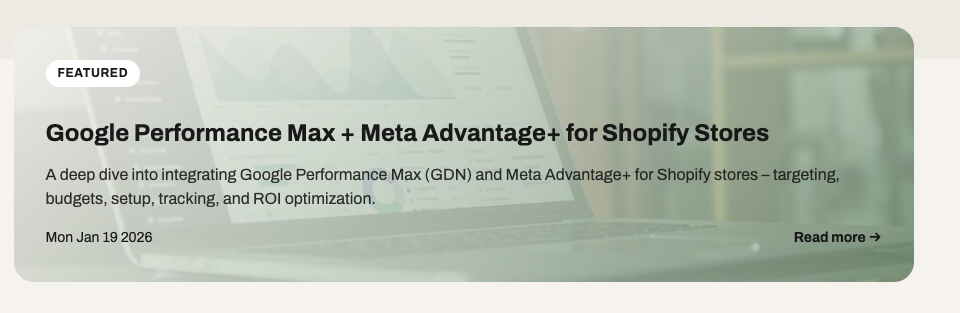 FEATURED
Google Performance Max + Meta Advantage+ for Shopify Stores
A deep dive into integrating Google Performance Max (GDN) and Meta Advantage+ for Shopify stores – targeting,
budgets, setup, tracking, and ROI optimization.
Mon Jan 19 2026
Read more →